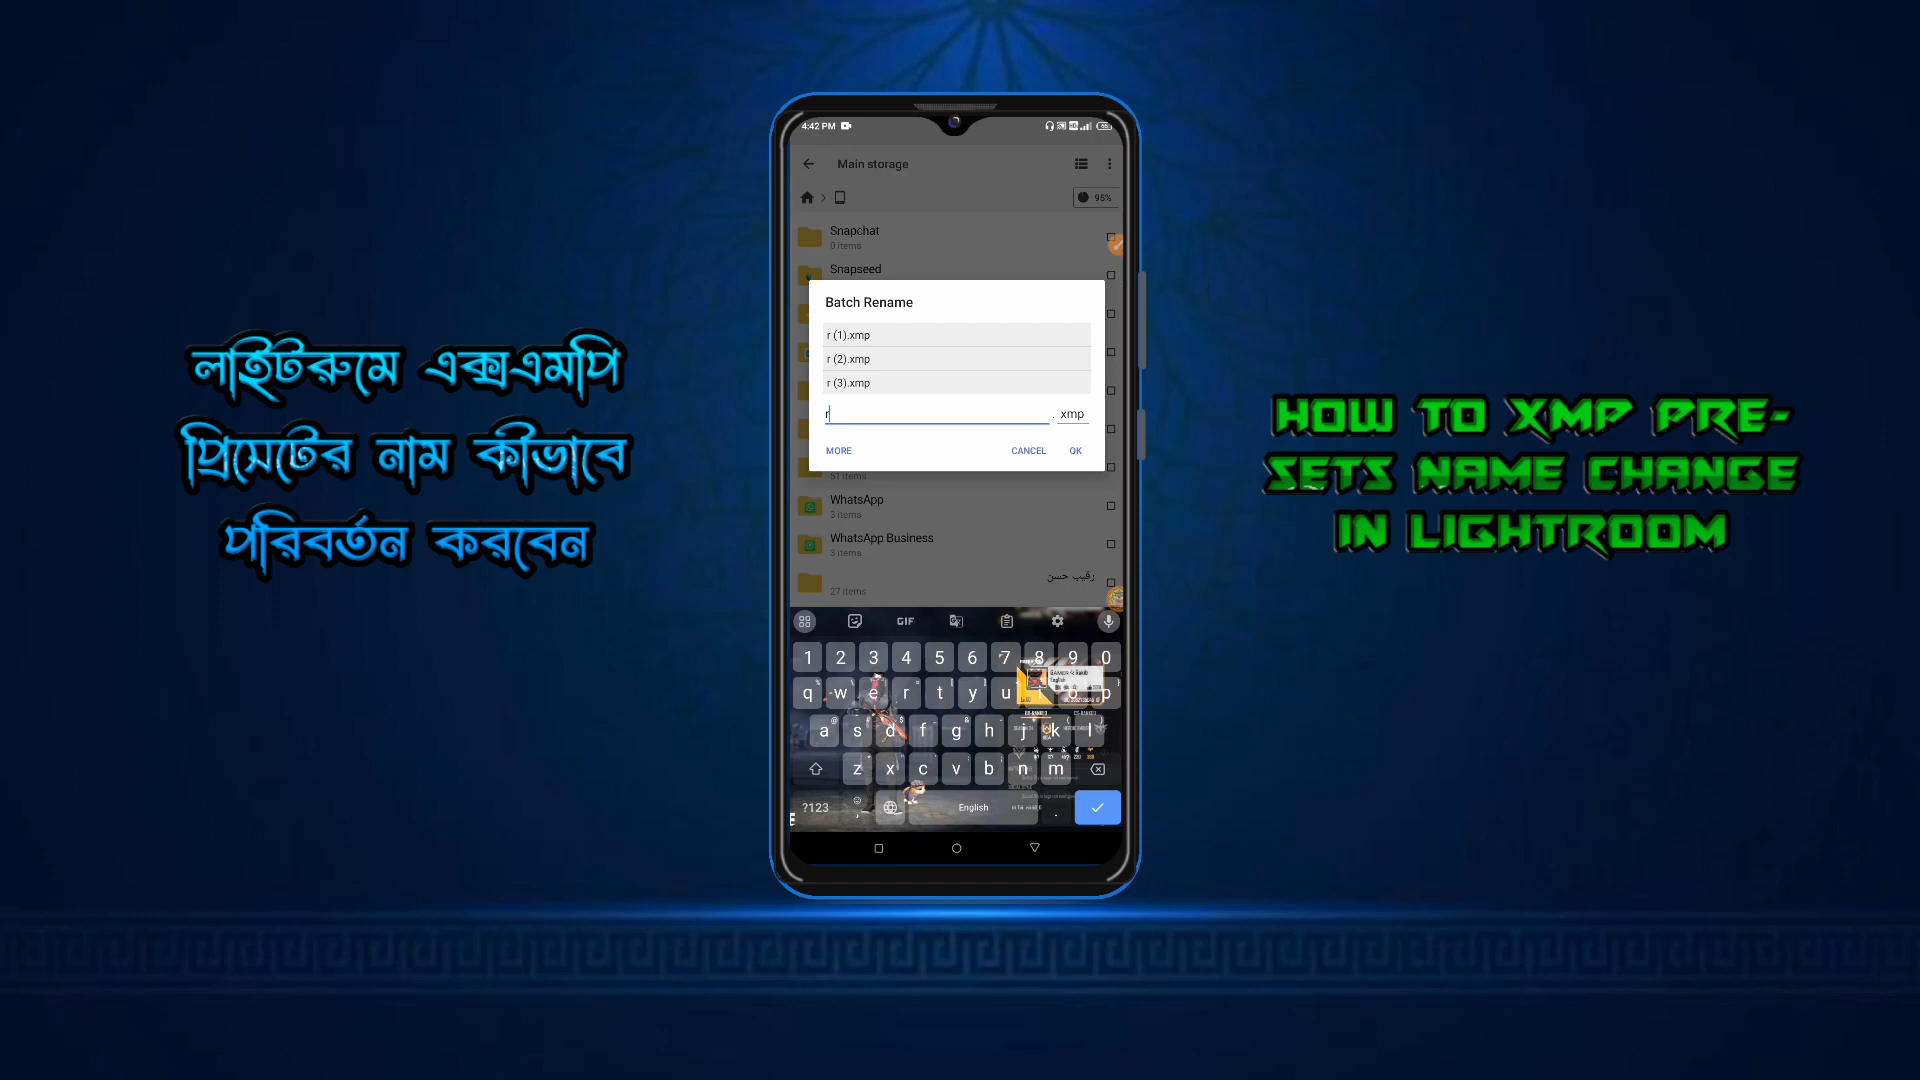 লাইটরুমে এক্সএমপি
প্রিসেটের নাম কীভাবে
পরিবর্তন করবেন
4:42 PM
Main storage
95%
Snapchat
0 items
Snapseed
Batch Rename
r (1).xmp
r (2).xmp
r (3).xmp
r . xmp
MORE CANCEL OK
51 items
WhatsApp
3 items
WhatsApp Business
3 items
رقيب حسن
27 items
GIF
1 2 3 4 5 6 7 8 9 0
q w e r t y u i o p
a s d f g h j k l
z x c v b n m
?123 , English .
HOW TO XMP PRE-
SETS NAME CHANGE
IN LIGHTROOM